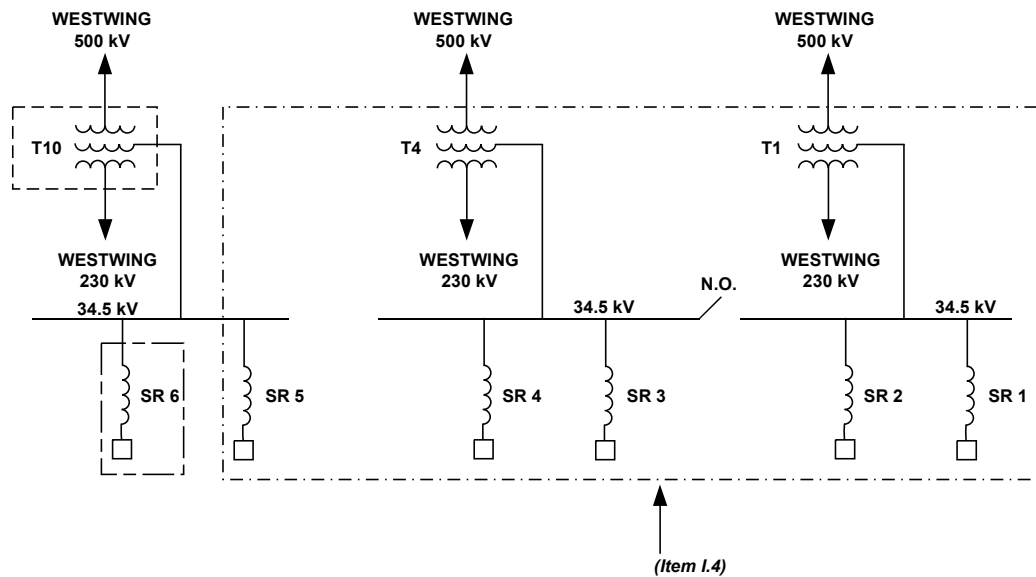 WESTWING
500 kV
WESTWING
500 kV
WESTWING
500 kV
T10
T4
T1
WESTWING
230 kV
WESTWING
230 kV
WESTWING
230 kV
N.O.
34.5 kV
34.5 kV
34.5 kV
SR 6
SR 5
SR 4
SR 3
SR 2
SR 1
(Item I.4)